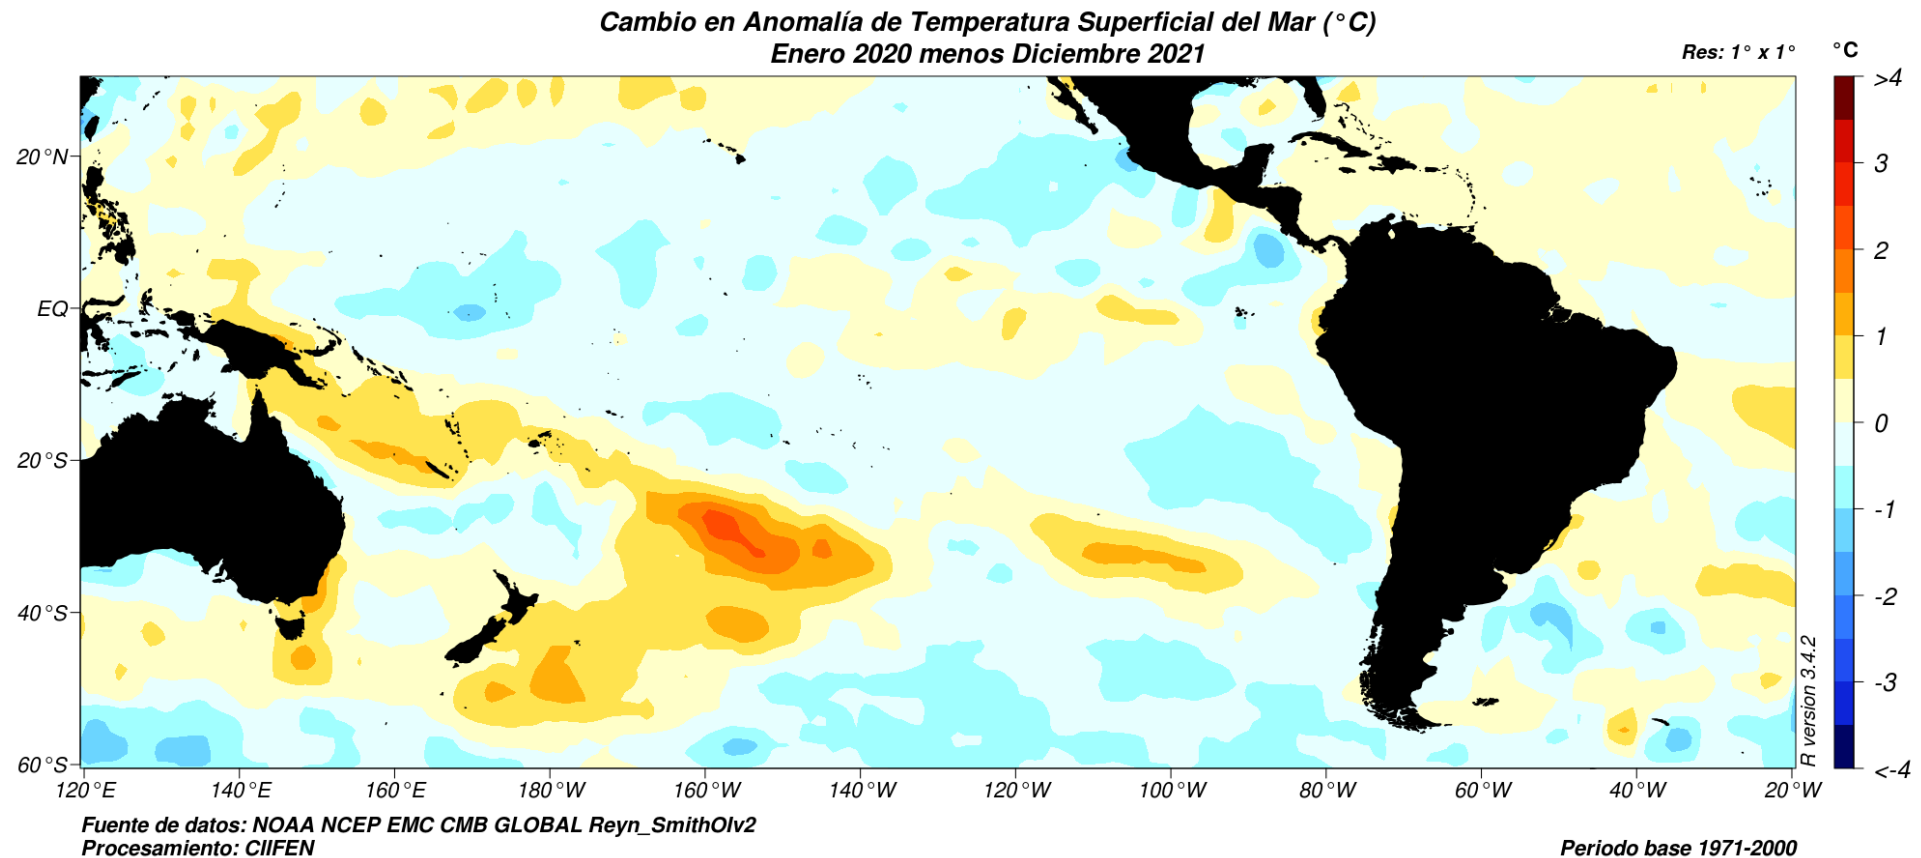 Cambio en Anomalía de Temperatura Superficial del Mar (°C)
Enero 2020 menos Diciembre 2021
Res: 1° x 1°
°C
>4
3
2
1
0
-1
-2
-3
<-4
20°N
EQ
20°S
40°S
60°S
120°E
140°E
160°E
180°W
160°W
140°W
120°W
100°W
80°W
60°W
40°W
20°W
R version 3.4.2
Fuente de datos: NOAA NCEP EMC CMB GLOBAL Reyn_SmithOIv2
Procesamiento: CIIFEN
Periodo base 1971-2000